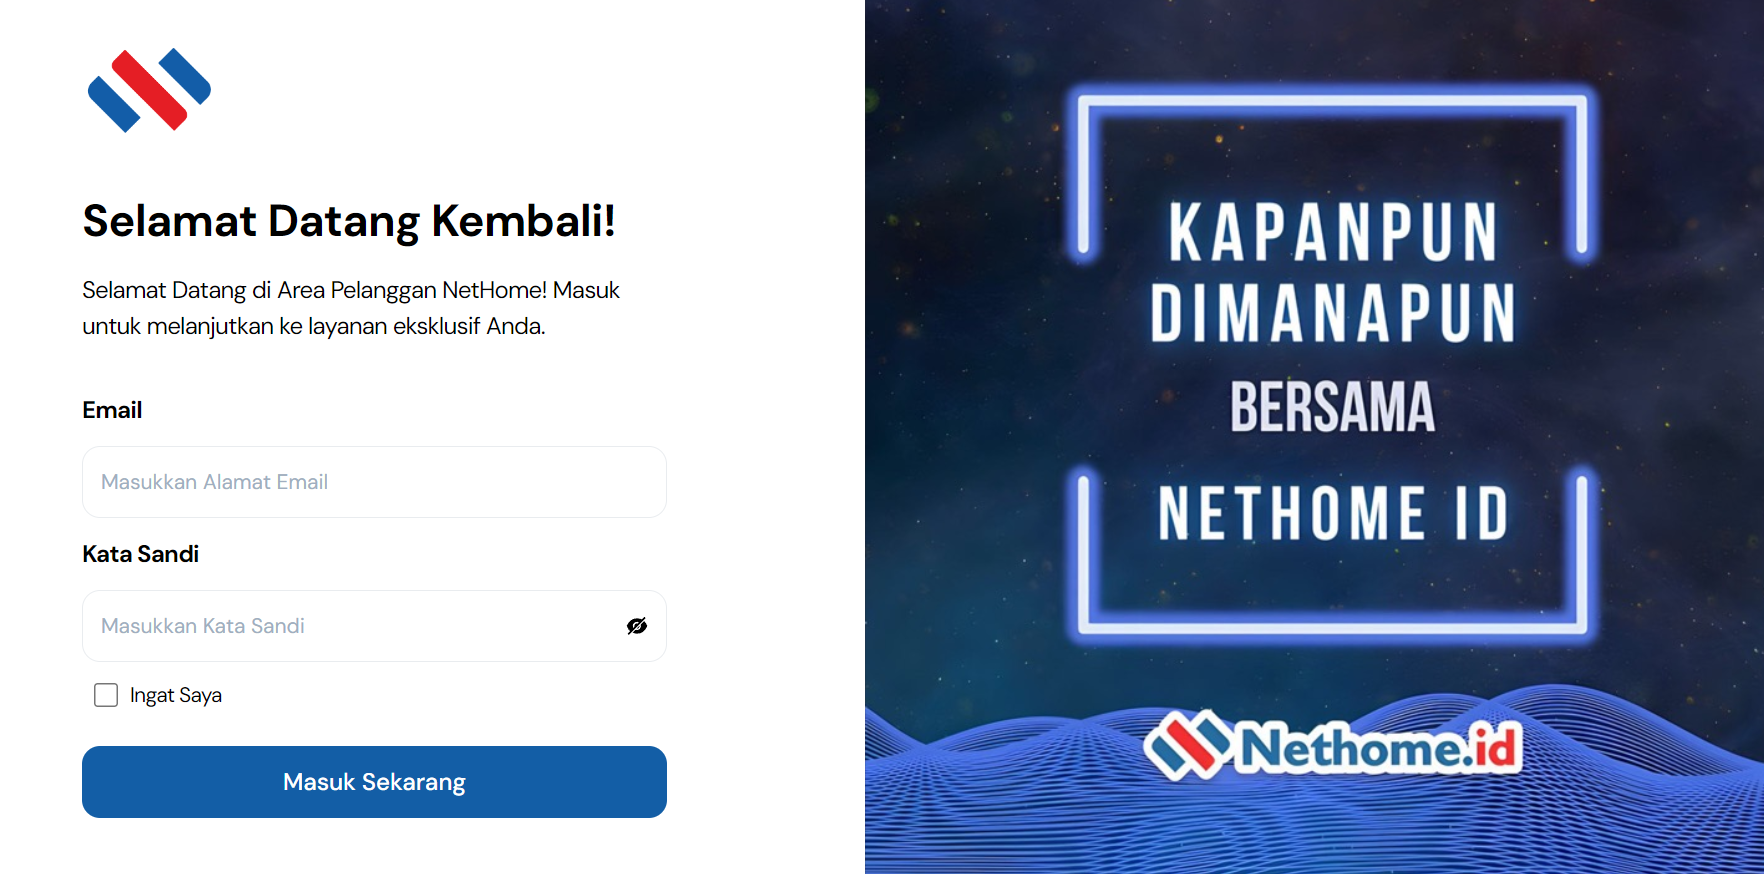 Selamat Datang Kembali!
Selamat Datang di Area Pelanggan NetHome! Masuk
untuk melanjutkan ke layanan eksklusif Anda.
Email
Masukkan Alamat Email
Kata Sandi
Masukkan Kata Sandi
Ingat Saya
Masuk Sekarang
KAPANPUN
DIMANAPUN
BERSAMA
NETHOME ID
Nethome.id